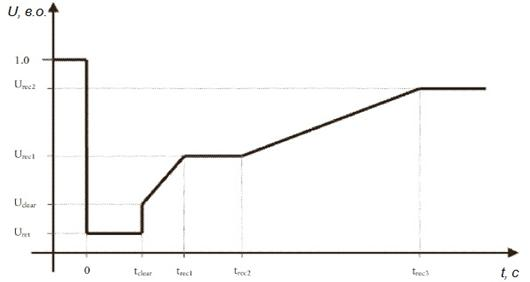 U, в.о.
1.0
Urec2
Urec1
Uclear
Uret
0 tclear trec1 trec2 trec3
t, c